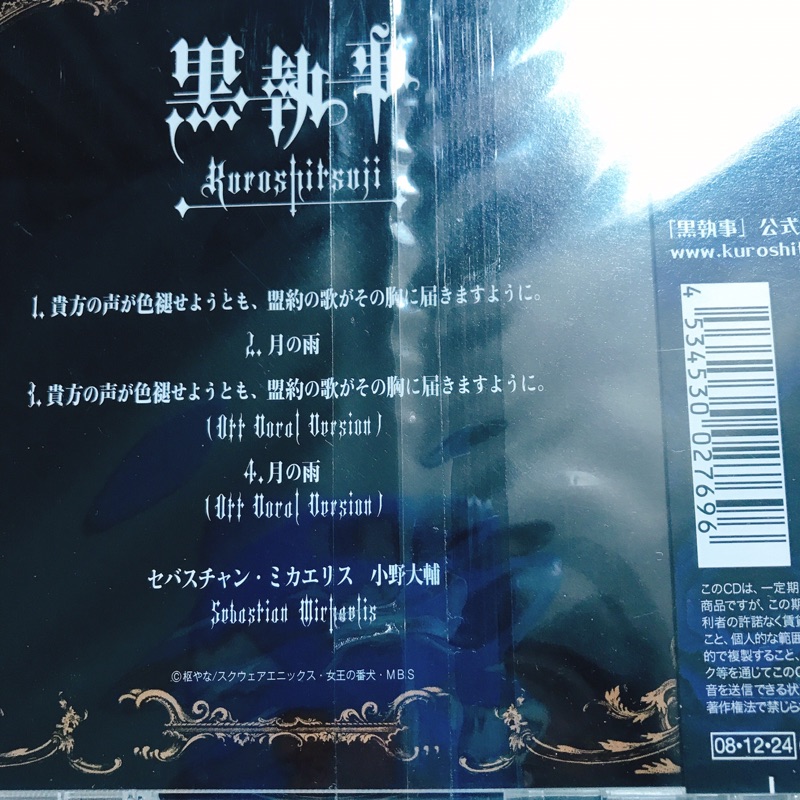 黒執事
Kuroshitsuji
1. 貴方の声が色褪せようとも、盟約の歌がその胸に届きますように。
2. 月の雨
3. 貴方の声が色褪せようとも、盟約の歌がその胸に届きますように。
(Off Vocal Version)
4. 月の雨
(Off Vocal Version)
セバスチャン・ミカエリス 小野大輔
Sebastian Michaelis
©枢やな/スクウェアエニックス・女王の番犬・MBS
「黒執事」公式
www.kuroshit
4 534530 027696
このCDは、一定期
商品ですが、この期
利者の許諾なく賃貸
こと、個人的な範囲
的で複製すること、
ク等を通じてこのC
音を送信できる状
著作権法で禁じら
08・12・24